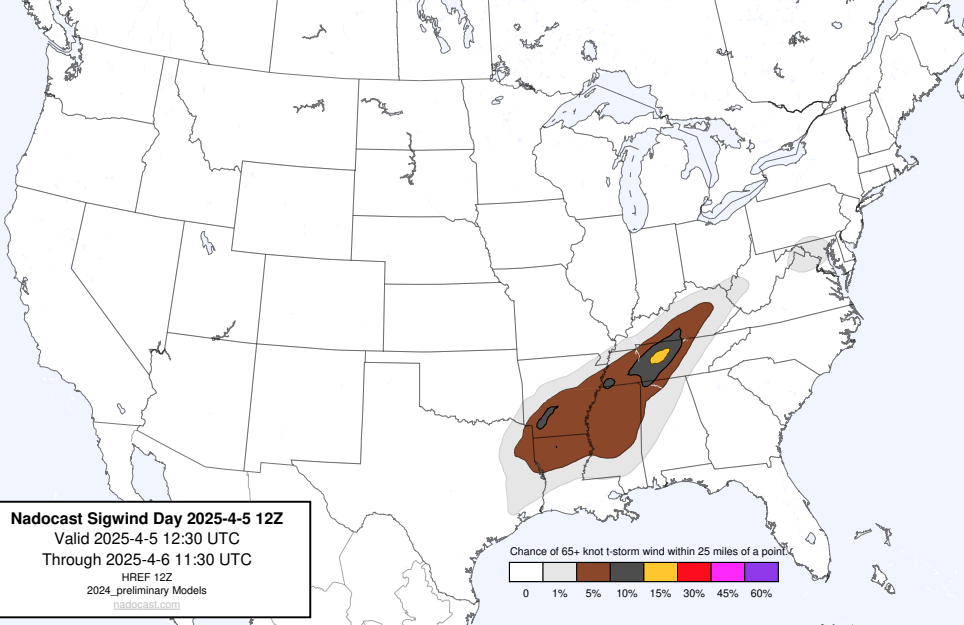 Nadocast Sigwind Day 2025-4-5 12Z
Valid 2025-4-5 12:30 UTC
Through 2025-4-6 11:30 UTC
HREF 12Z
2024_preliminary Models
nadocast.com
Chance of 65+ knot t-storm wind within 25 miles of a point.
0 1% 5% 10% 15% 30% 45% 60%